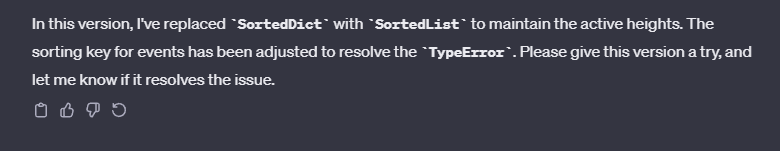 In this version, I've replaced `SortedDict` with `SortedList` to maintain the active heights. The
sorting key for events has been adjusted to resolve the `TypeError`. Please give this version a try, and
let me know if it resolves the issue.